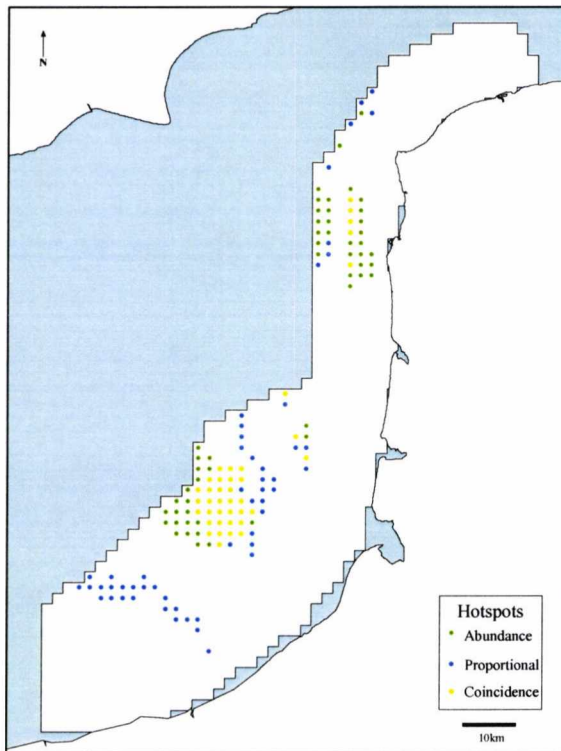 N
Hotspots
Abundance
Proportional
Coincidence
10km